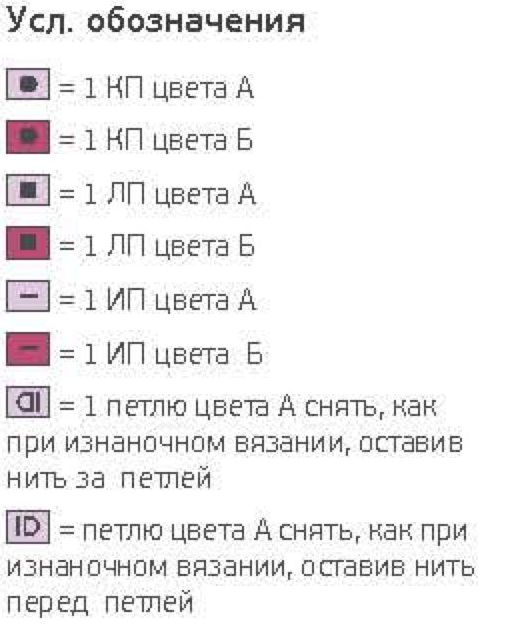 Усл. обозначения
= 1 КП цвета А
= 1 КП цвета Б
= 1 ЛП цвета А
= 1 ЛП цвета Б
= 1 ИП цвета А
= 1 ИП цвета Б
= 1 петлю цвета А снять, как
при изнаночном вязании, оставив
нить за петлей
= петлю цвета А снять, как при
изнаночном вязании, оставив нить
перед петлей